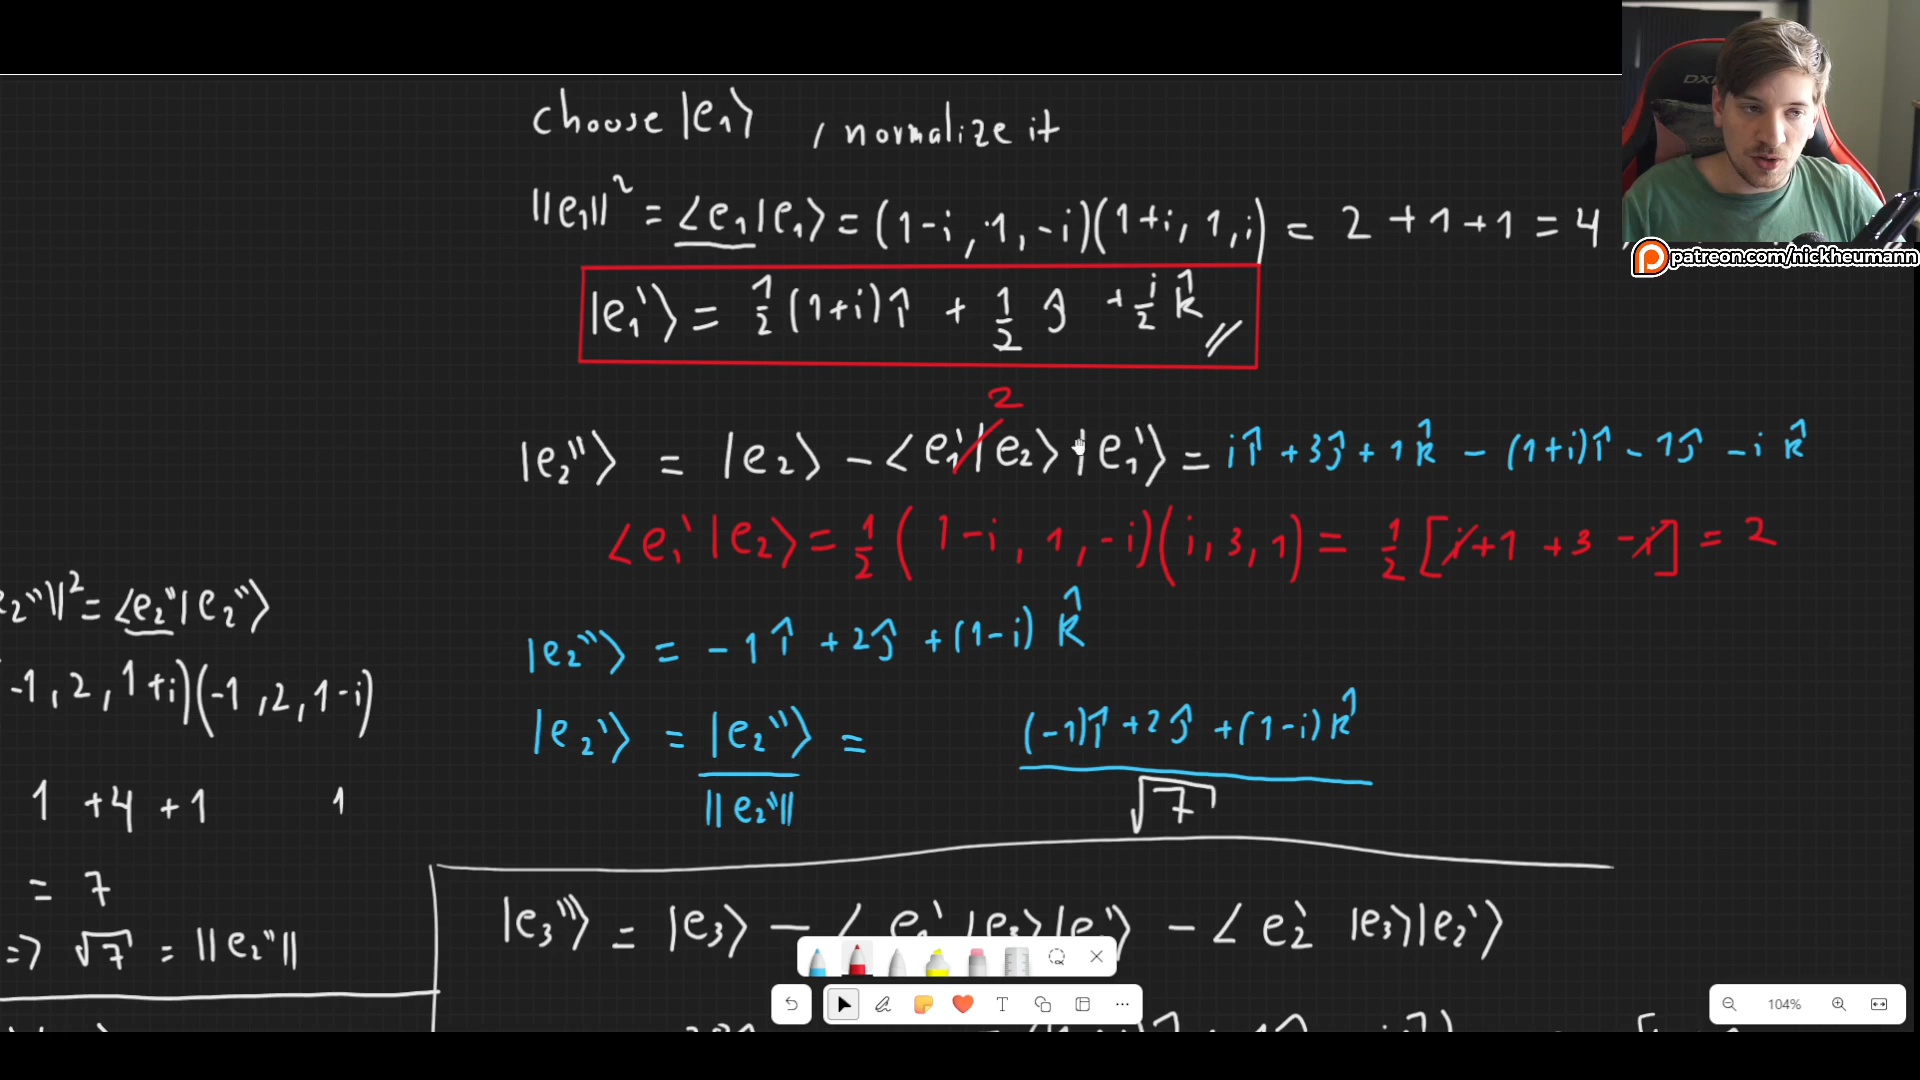 choose |e₁⟩ , normalize it
||e₁||² = ⟨e₁|e₁⟩ = (1-i, 1, -i)(1+i, 1, i) = 2 + 1 + 1 = 4
patreon.com/nickheumann
|e₁'⟩ = 1/2 (1+i)î + 1/2 ĵ + i/2 k̂ //
2
|e₂''⟩ = |e₂⟩ - ⟨e₁'|e₂⟩ |e₁'⟩ = iî + 3ĵ + 1k̂ - (1+i)î - 1ĵ - i k̂
⟨e₁'|e₂⟩ = 1/2 (1-i, 1, -i)(i, 3, 1) = 1/2 [i+1 +3 -i] = 2
||² = ⟨e₂''|e₂''⟩
|e₂''⟩ = -1î + 2ĵ + (1-i) k̂
-1, 2, 1+i)(-1, 2, 1-i)
|e₂'⟩ = |e₂''⟩ / ||e₂''|| = (-1)î + 2ĵ + (1-i)k̂ / √7
1 +4 +1 1
= 7
=> √7 = ||e₂''||
|e₃'''⟩ = |e₃⟩ - ⟨e₁'|e₃⟩|e₁'⟩ - ⟨e₂'|e₃⟩|e₂'⟩
104%